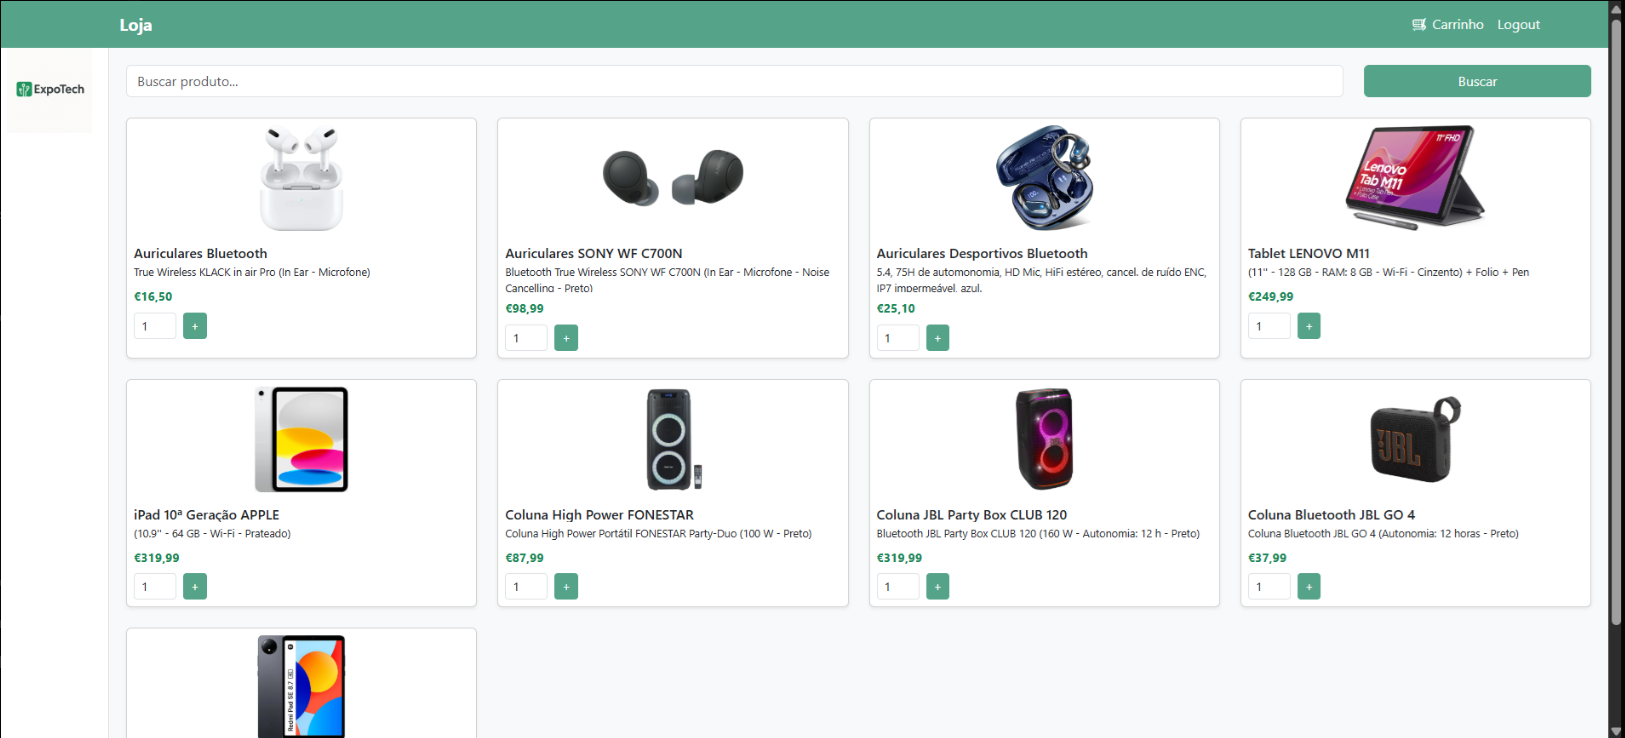 Loja
Carrinho
Logout
ExpoTech
Buscar produto...
Buscar
Auriculares Bluetooth
True Wireless KLACK in air Pro (In Ear - Microfone)
€16,50
1
+
Auriculares SONY WF C700N
Bluetooth True Wireless SONY WF C700N (In Ear - Microfone - Noise
Cancelling - Preto)
€98,99
1
+
Auriculares Desportivos Bluetooth
5.4, 75H de automonomia, HD Mic, HiFi estéreo, cancel. de ruído ENC,
IP7 impermeável, azul.
€25,10
1
+
11" FHD
Lenovo
Tab M11
Tablet LENOVO M11
(11" - 128 GB - RAM: 8 GB - Wi-Fi - Cinzento) + Folio + Pen
€249,99
1
+
iPad 10ª Geração APPLE
(10.9" - 64 GB - Wi-Fi - Prateado)
€319,99
1
+
Coluna High Power FONESTAR
Coluna High Power Portátil FONESTAR Party-Duo (100 W - Preto)
€87,99
1
+
JBL
Coluna JBL Party Box CLUB 120
Bluetooth JBL Party Box CLUB 120 (160 W - Autonomia: 12 h - Preto)
€319,99
1
+
JBL
Coluna Bluetooth JBL GO 4
Coluna Bluetooth JBL GO 4 (Autonomia: 12 horas - Preto)
€37,99
1
+
Redmi Pad SE 8.7